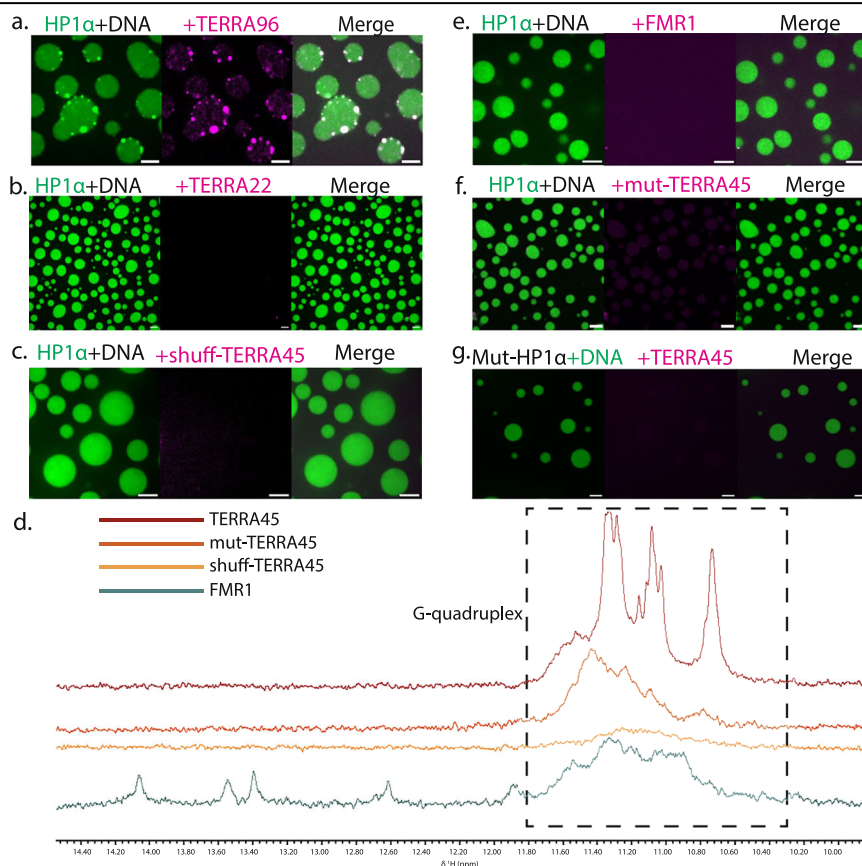 a. HP1α+DNA +TERRA96 Merge
e. +FMR1
HP1α+DNA Merge
b. HP1α+DNA +TERRA22 Merge
f. HP1α+DNA +mut-TERRA45 Merge
c. HP1α+DNA +shuff-TERRA45 Merge
g. Mut-HP1α+DNA +TERRA45 Merge
d.
TERRA45
mut-TERRA45
shuff-TERRA45
FMR1
G-quadruplex
14.40 14.20 14.00 13.80 13.60 13.40 13.20 13.00 12.80 12.60 12.40 12.20 12.00 11.80 11.60 11.40 11.20 11.00 10.80 10.60 10.40 10.20 10.00
δ ¹H (ppm)